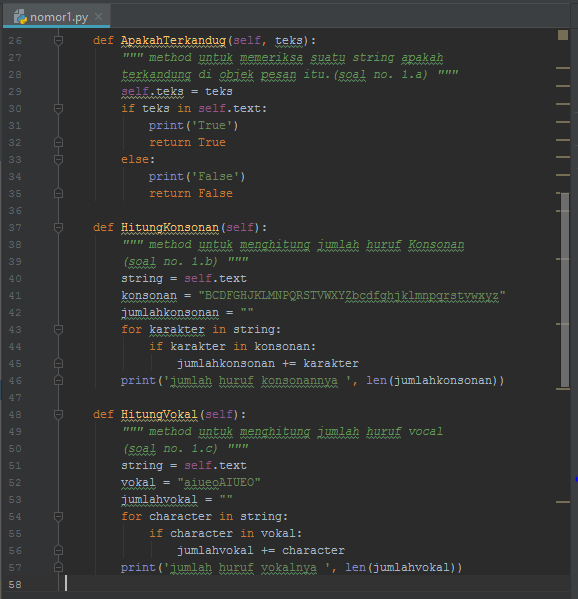 nomor1.py
26 def ApakahTerkandug(self, teks):
27 """ method untuk memeriksa suatu string apakah
28 terkandung di objek pesan itu.(soal no. 1.a) """
29 self.teks = teks
30 if teks in self.text:
31 print('True')
32 return True
33 else:
34 print('False')
35 return False
36
37 def HitungKonsonan(self):
38 """ method untuk menghitung jumlah huruf Konsonan
39 (soal no. 1.b) """
40 string = self.text
41 konsonan = "BCDFGHJKLMNPQRSTVWXYZbcdfghjklmnpqrstvwxyz"
42 jumlahkonsonan = ""
43 for karakter in string:
44 if karakter in konsonan:
45 jumlahkonsonan += karakter
46 print('jumlah huruf konsonannya ', len(jumlahkonsonan))
47
48 def HitungVokal(self):
49 """ method untuk menghitung jumlah huruf vocal
50 (soal no. 1.c) """
51 string = self.text
52 vokal = "aiueoAIUEO"
53 jumlahvokal = ""
54 for character in string:
55 if character in vokal:
56 jumlahvokal += character
57 print('jumlah huruf vokalnya ', len(jumlahvokal))
58